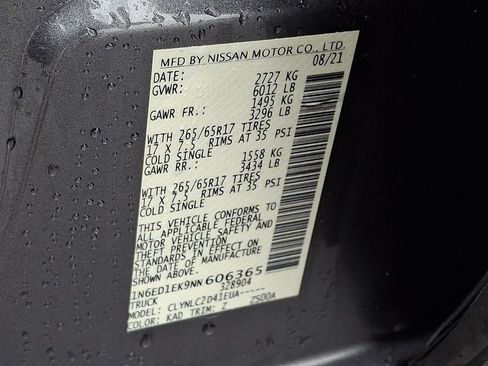 MFD BY NISSAN MOTOR CO., LTD.
DATE: 08/21
GVWR: 2727 KG
6012 LB
GAWR FR.: 1495 KG
3296 LB
WITH 265/65R17 TIRES
17 X 7.5 RIMS AT 35 PSI
COLD SINGLE
GAWR RR.: 1558 KG
3434 LB
WITH 265/65R17 TIRES
17 X 7.5 RIMS AT 35 PSI
COLD SINGLE
THIS VEHICLE CONFORMS TO
ALL APPLICABLE FEDERAL
MOTOR VEHICLE SAFETY AND
THEFT PREVENTION
STANDARDS IN EFFECT ON
THE DATE OF MANUFACTURE
SHOWN ABOVE.
1N6ED1EK9NN606365
TRUCK 328904
MODEL: CLYNLC2D41EUA-----
COLOR: KAD TRIM: Z ZS00A